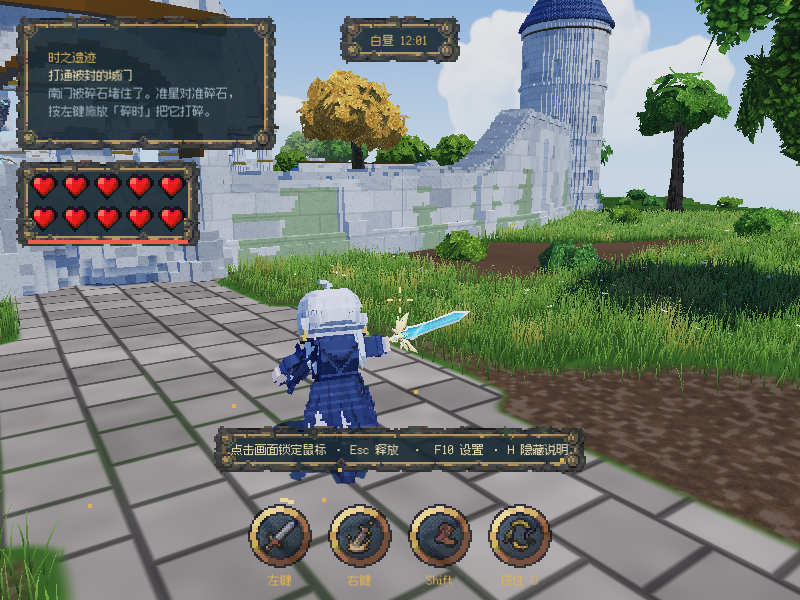 白昼 12:01
时之遗迹
打通被封的城门
南门被碎石堵住了。准星对准碎石，
按左键施放「碎时」把它打碎。
点击画面锁定鼠标 · Esc 释放 · F10 设置 · H 隐藏说明
左键
右键
Shift
按住 Q